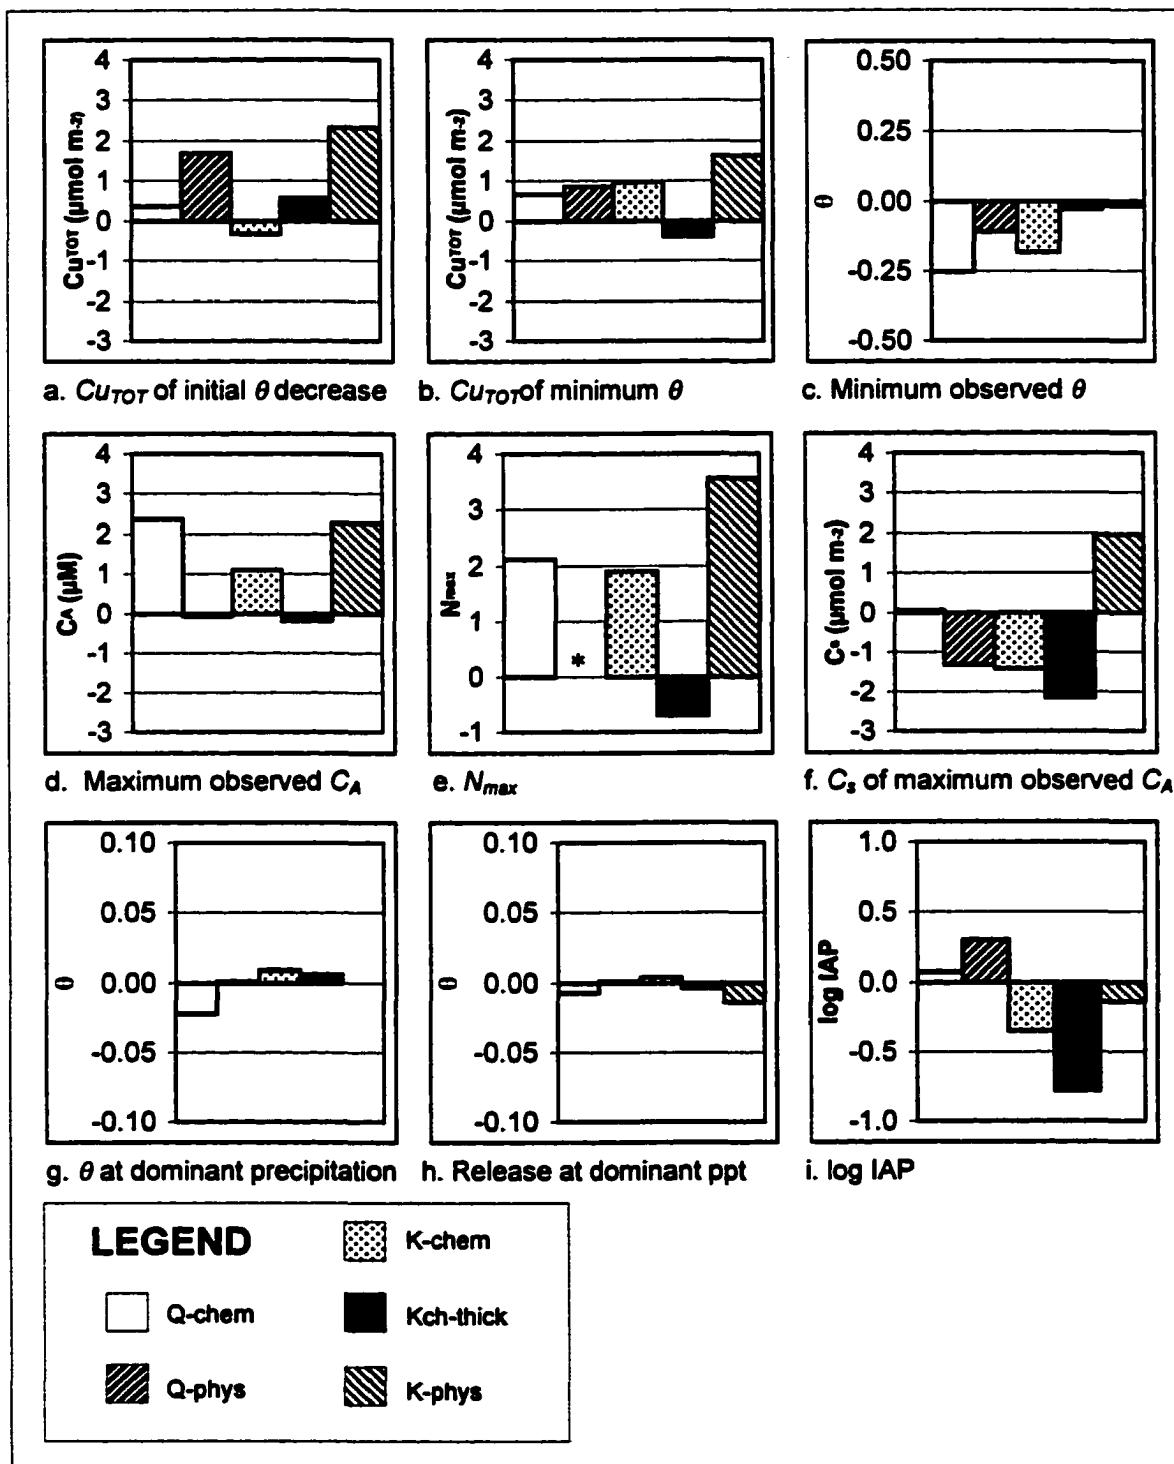 4
3
2
1
0
-1
-2
-3
Cu^TOT (µmol m-2)
a. Cu_TOT of initial θ decrease
4
3
2
1
0
-1
-2
-3
Cu^TOT (µmol m-2)
b. Cu_TOT of minimum θ
0.50
0.25
0.00
-0.25
-0.50
θ
c. Minimum observed θ
4
3
2
1
0
-1
-2
-3
C_A (µM)
d. Maximum observed C_A
4
3
2
1
0
-1
N^max
*
e. N_max
4
3
2
1
0
-1
-2
-3
C^s (µmol m-2)
f. C_s of maximum observed C_A
0.10
0.05
0.00
-0.05
-0.10
θ
g. θ at dominant precipitation
0.10
0.05
0.00
-0.05
-0.10
θ
h. Release at dominant ppt
1.0
0.5
0.0
-0.5
-1.0
log IAP
i. log IAP
LEGEND
Q-chem
Q-phys
K-chem
Kch-thick
K-phys